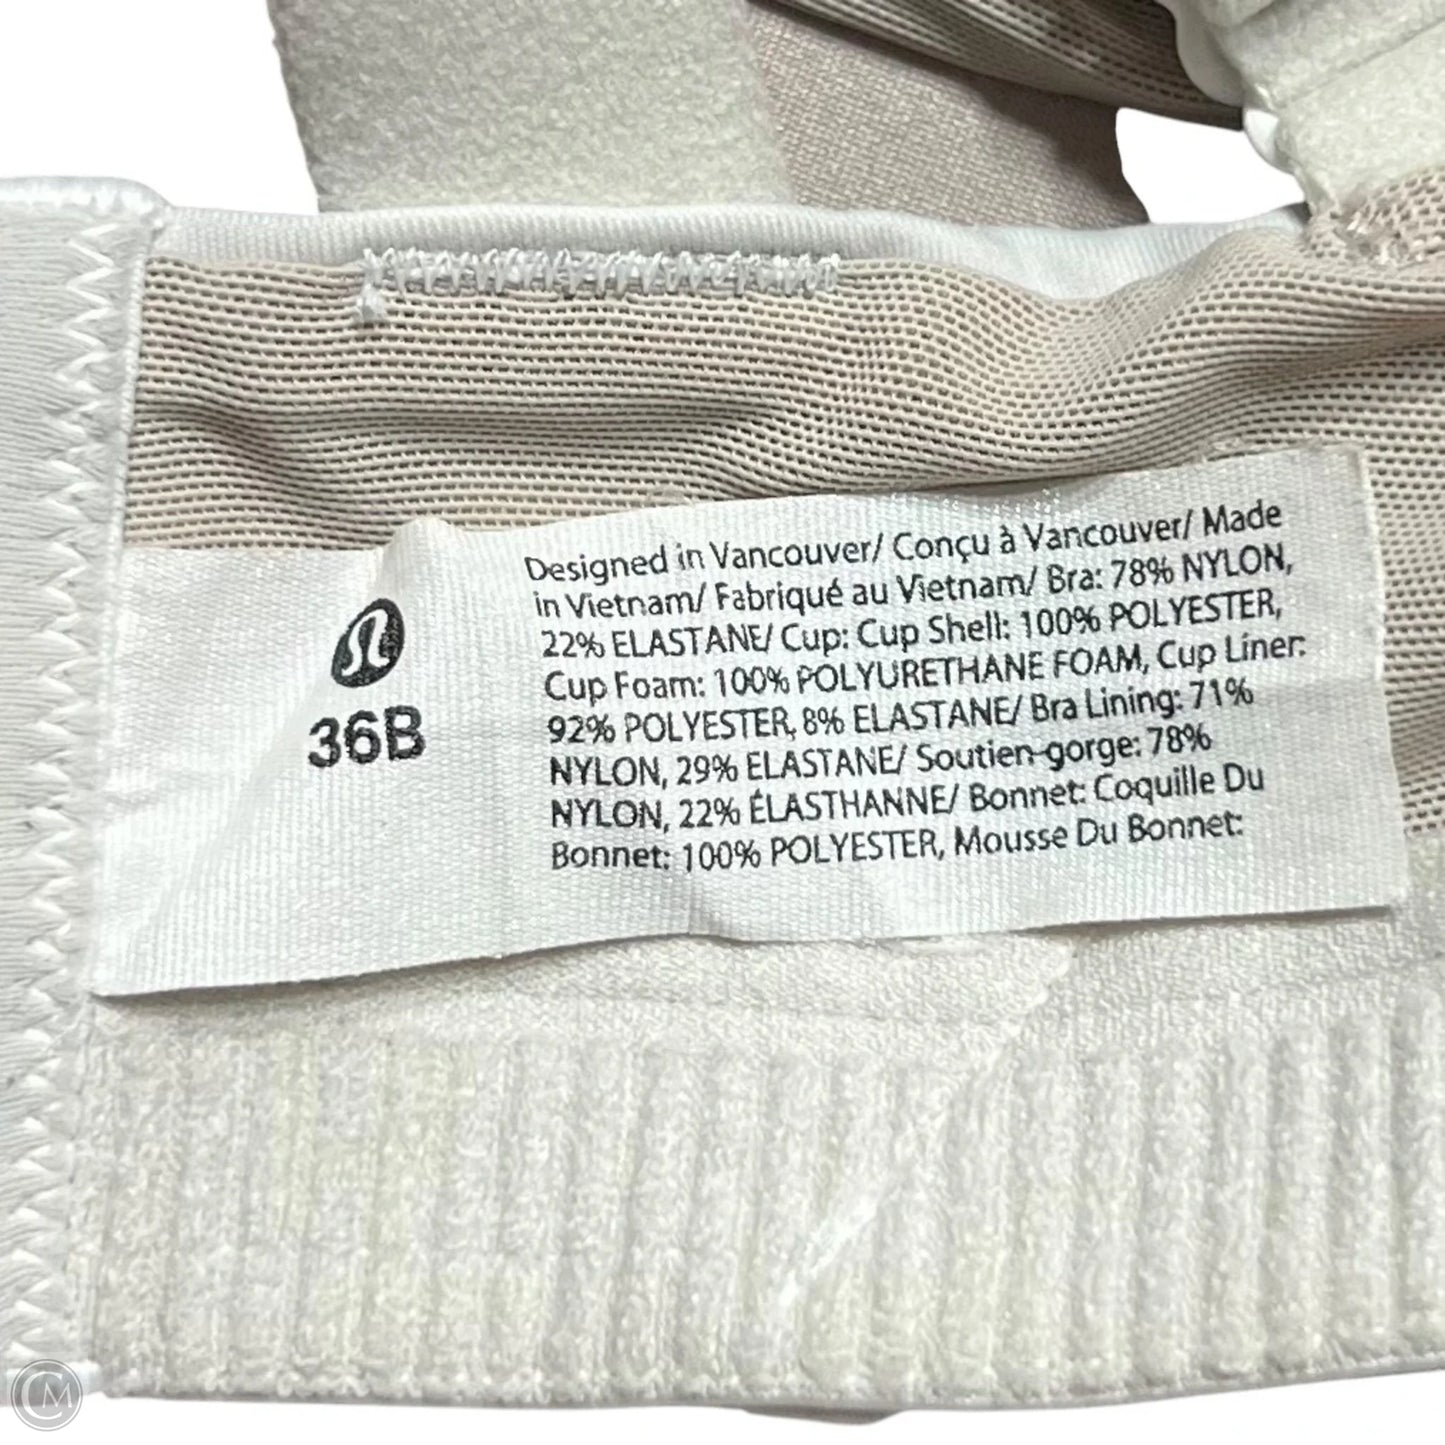 36B
Designed in Vancouver/ Conçu à Vancouver/ Made
in Vietnam/ Fabriqué au Vietnam/ Bra: 78% NYLON,
22% ELASTANE/ Cup: Cup Shell: 100% POLYESTER,
Cup Foam: 100% POLYURETHANE FOAM, Cup Liner:
92% POLYESTER, 8% ELASTANE/ Bra Lining: 71%
NYLON, 29% ELASTANE/ Soutien-gorge: 78%
NYLON, 22% ÉLASTHANNE/ Bonnet: Coquille Du
Bonnet: 100% POLYESTER, Mousse Du Bonnet:
CM